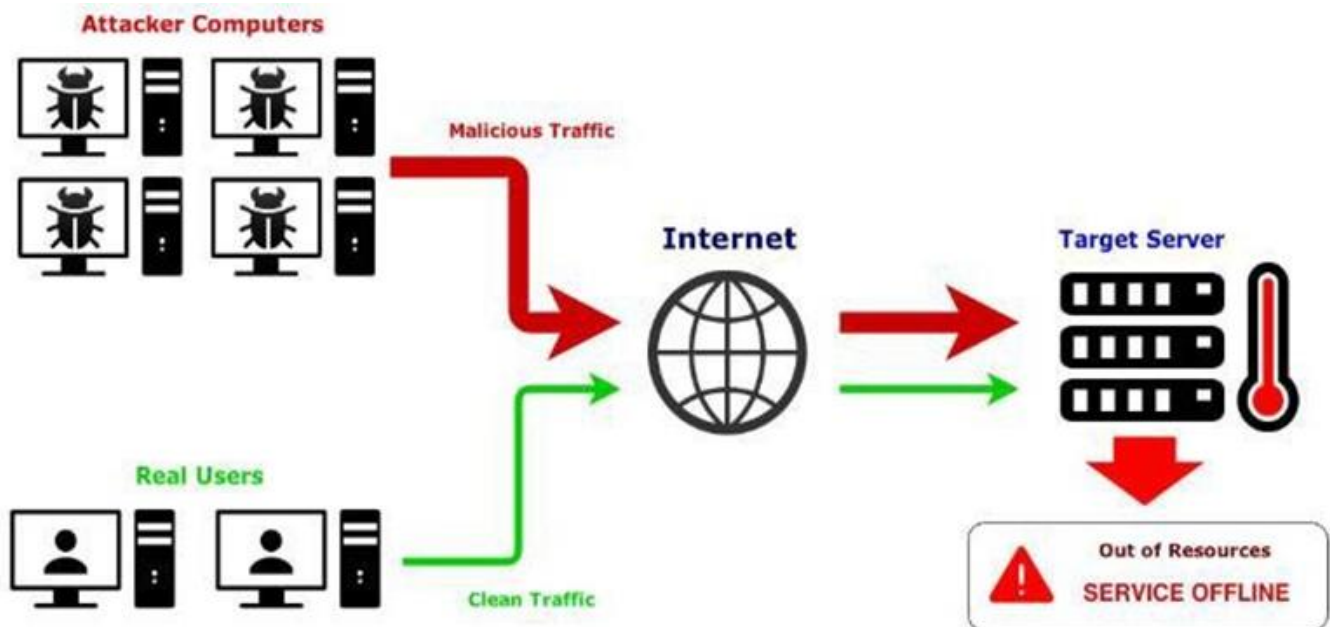 Attacker Computers
Malicious Traffic
Internet
Target Server
Real Users
Clean Traffic
Out of Resources
SERVICE OFFLINE